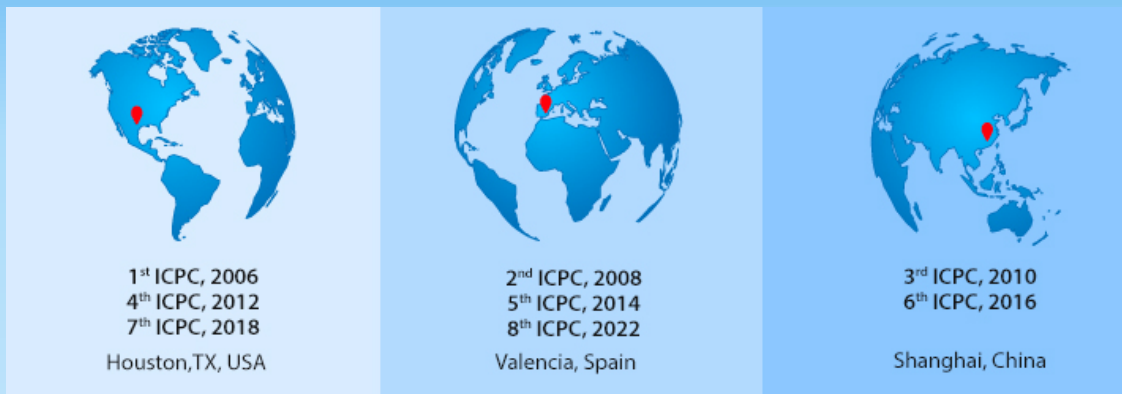 1st ICPC, 2006
4th ICPC, 2012
7th ICPC, 2018
Houston,TX, USA
2nd ICPC, 2008
5th ICPC, 2014
8th ICPC, 2022
Valencia, Spain
3rd ICPC, 2010
6th ICPC, 2016
Shanghai, China